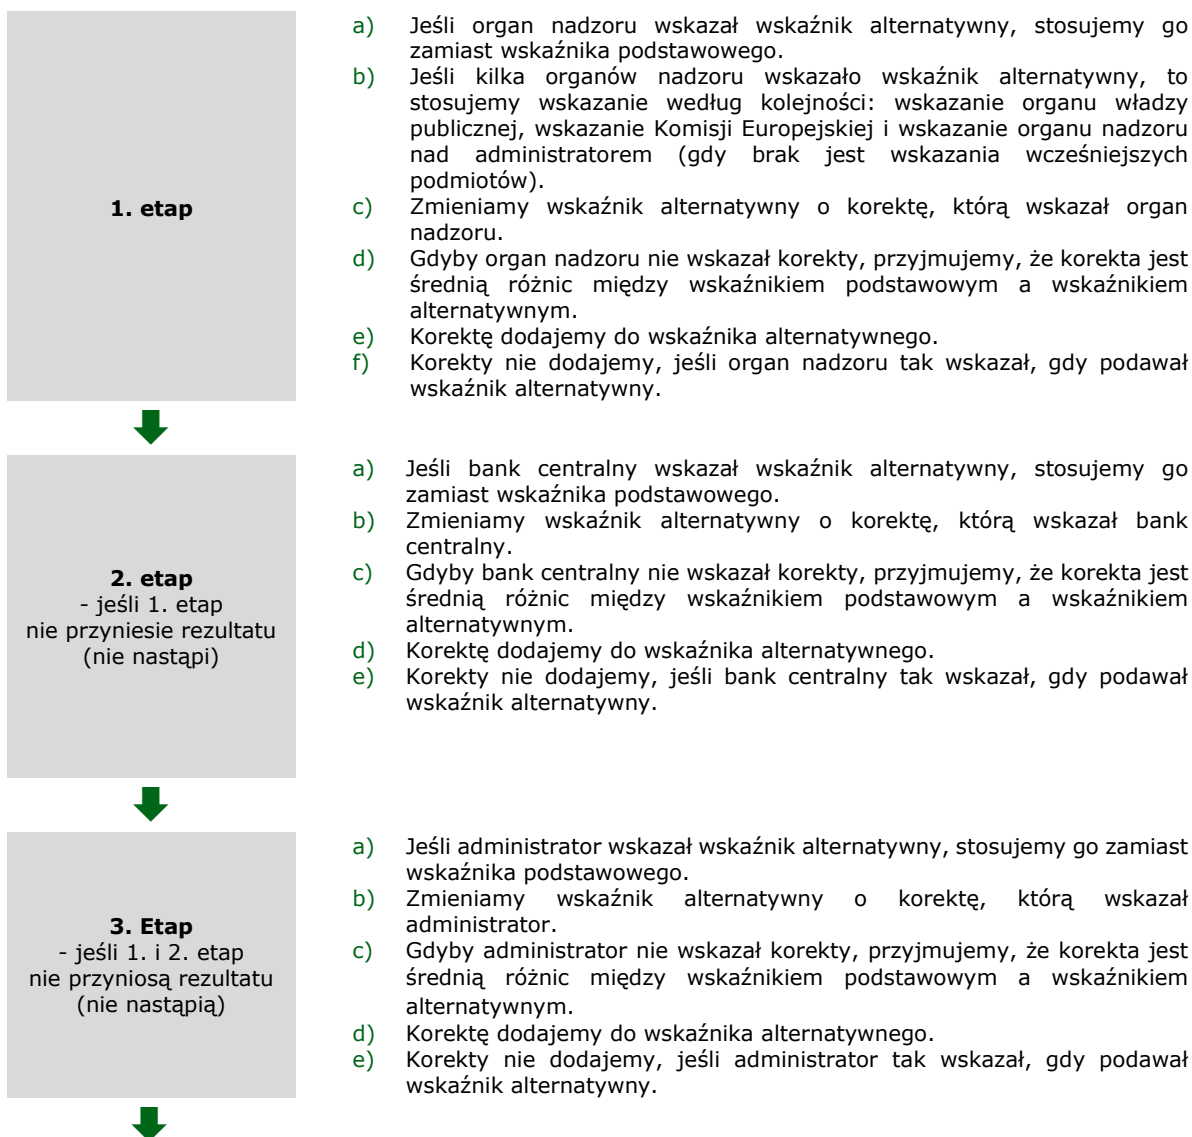 1. etap
a) Jeśli organ nadzoru wskazał wskaźnik alternatywny, stosujemy go
zamiast wskaźnika podstawowego.
b) Jeśli kilka organów nadzoru wskazało wskaźnik alternatywny, to
stosujemy wskazanie według kolejności: wskazanie organu władzy
publicznej, wskazanie Komisji Europejskiej i wskazanie organu nadzoru
nad administratorem (gdy brak jest wskazania wcześniejszych
podmiotów).
c) Zmieniamy wskaźnik alternatywny o korektę, którą wskazał organ
nadzoru.
d) Gdyby organ nadzoru nie wskazał korekty, przyjmujemy, że korekta jest
średnią różnic między wskaźnikiem podstawowym a wskaźnikiem
alternatywnym.
e) Korektę dodajemy do wskaźnika alternatywnego.
f) Korekty nie dodajemy, jeśli organ nadzoru tak wskazał, gdy podawał
wskaźnik alternatywny.
2. etap
- jeśli 1. etap
nie przyniesie rezultatu
(nie nastąpi)
a) Jeśli bank centralny wskazał wskaźnik alternatywny, stosujemy go
zamiast wskaźnika podstawowego.
b) Zmieniamy wskaźnik alternatywny o korektę, którą wskazał bank
centralny.
c) Gdyby bank centralny nie wskazał korekty, przyjmujemy, że korekta jest
średnią różnic między wskaźnikiem podstawowym a wskaźnikiem
alternatywnym.
d) Korektę dodajemy do wskaźnika alternatywnego.
e) Korekty nie dodajemy, jeśli bank centralny tak wskazał, gdy podawał
wskaźnik alternatywny.
3. Etap
- jeśli 1. i 2. etap
nie przyniosą rezultatu
(nie nastąpią)
a) Jeśli administrator wskazał wskaźnik alternatywny, stosujemy go zamiast
wskaźnika podstawowego.
b) Zmieniamy wskaźnik alternatywny o korektę, którą wskazał
administrator.
c) Gdyby administrator nie wskazał korekty, przyjmujemy, że korekta jest
średnią różnic między wskaźnikiem podstawowym a wskaźnikiem
alternatywnym.
d) Korektę dodajemy do wskaźnika alternatywnego.
e) Korekty nie dodajemy, jeśli administrator tak wskazał, gdy podawał
wskaźnik alternatywny.